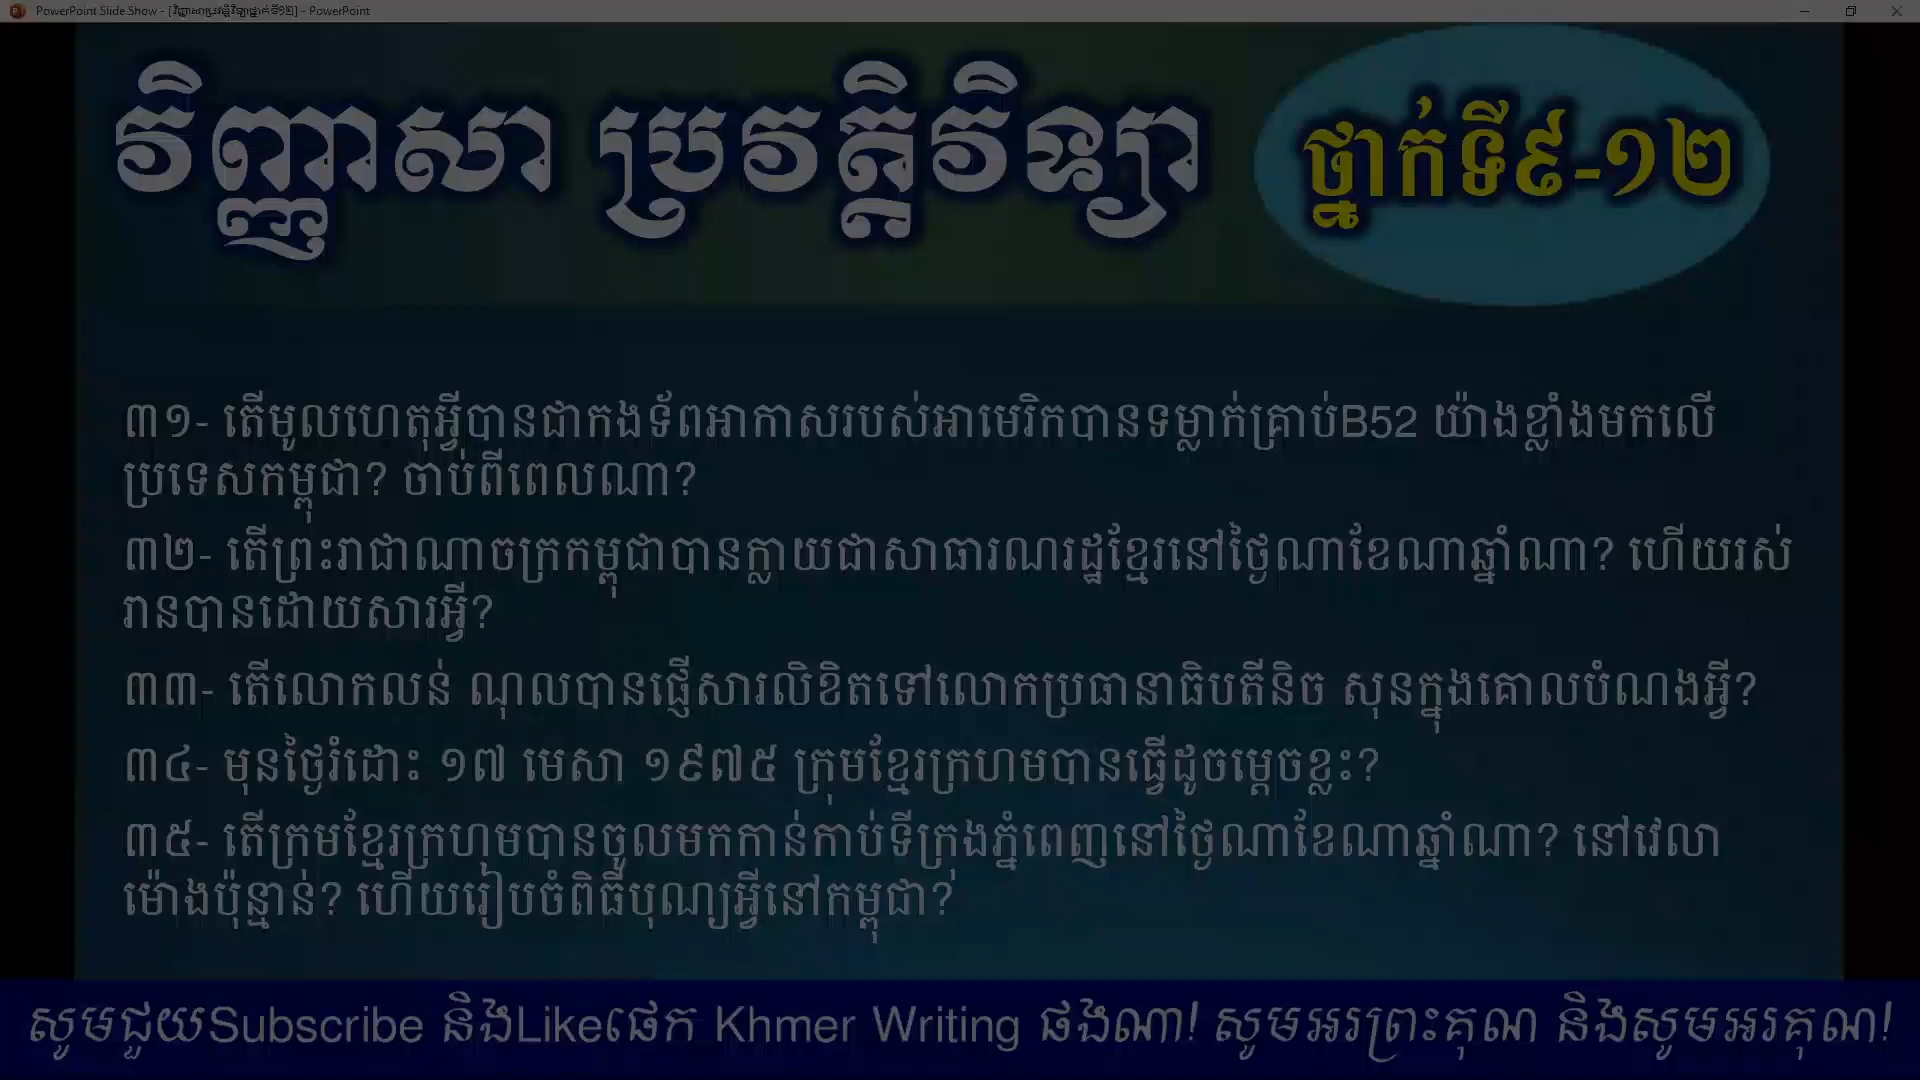 PowerPoint Slide Show - [វិញ្ញាសាប្រវត្តិវិទ្យាថ្នាក់ទី១២] - PowerPoint
វិញ្ញាសា ប្រវត្តិវិទ្យា ថ្នាក់ទី៩-១២
៣១- តើមូលហេតុអ្វីបានជាកងទ័ពអាកាសរបស់អាមេរិកបានទម្លាក់គ្រាប់B52 យ៉ាងខ្លាំងមកលើ
ប្រទេសកម្ពុជា? ចាប់ពីពេលណា?
៣២- តើព្រះរាជាណាចក្រកម្ពុជាបានក្លាយជាសាធារណរដ្ឋខ្មែរនៅថ្ងៃណាខែណាឆ្នាំណា? ហើយរស់
រានបានដោយសារអ្វី?
៣៣- តើលោកលន់ ណុលបានផ្ញើសារលិខិតទៅលោកប្រធានាធិបតីនិច សុនក្នុងគោលបំណងអ្វី?
៣៤- មុនថ្ងៃរំដោះ ១៧ មេសា ១៩៧៥ ក្រុមខ្មែរក្រហមបានធ្វើដូចម្តេចខ្លះ?
៣៥- តើក្រុមខ្មែរក្រហមបានចូលមកកាន់កាប់ទីក្រុងភ្នំពេញនៅថ្ងៃណាខែណាឆ្នាំណា? នៅវេលា
ម៉ោងប៉ុន្មាន? ហើយរៀបចំពិធីបុណ្យអ្វីនៅកម្ពុជា?
សូមជួយSubscribe និងLikeផេក Khmer Writing ផងណា! សូមអរព្រះគុណ និងសូមអរគុណ!